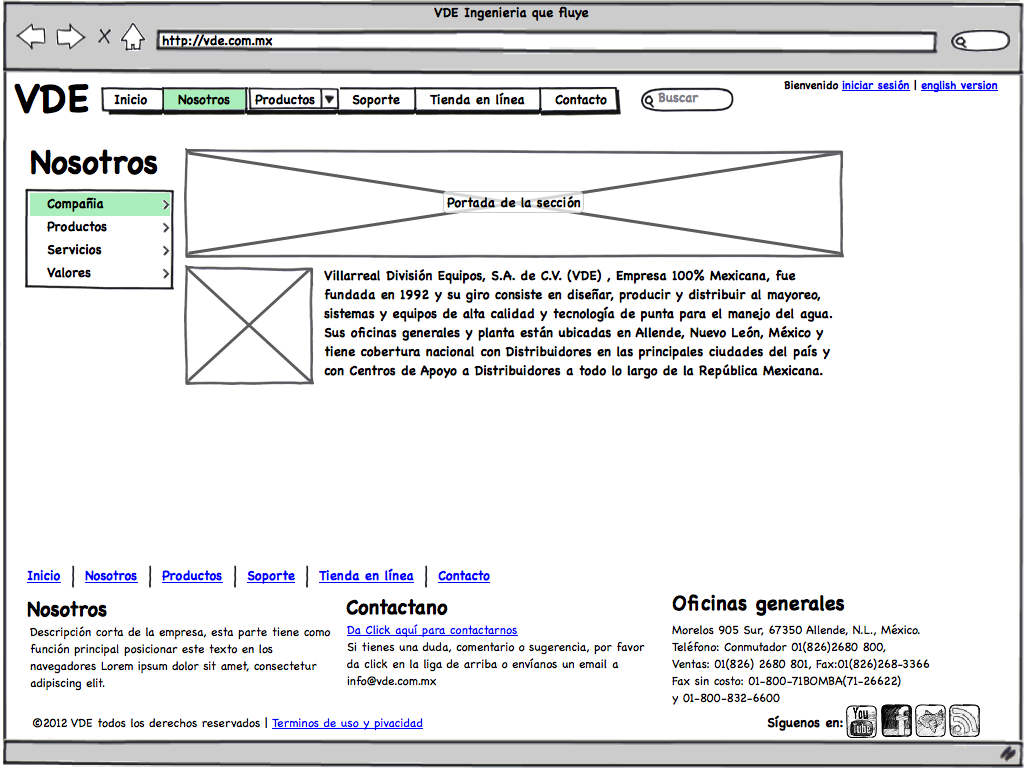 VDE Ingenieria que fluye
http://vde.com.mx
Bienvenido iniciar sesión | english version
VDE
Inicio Nosotros Productos Soporte Tienda en línea Contacto
Buscar
Nosotros
Compañia
Productos
Servicios
Valores
Portada de la sección
Villarreal División Equipos, S.A. de C.V. (VDE) , Empresa 100% Mexicana, fue
fundada en 1992 y su giro consiste en diseñar, producir y distribuir al mayoreo,
sistemas y equipos de alta calidad y tecnología de punta para el manejo del agua.
Sus oficinas generales y planta están ubicadas en Allende, Nuevo León, México y
tiene cobertura nacional con Distribuidores en las principales ciudades del país y
con Centros de Apoyo a Distribuidores a todo lo largo de la República Mexicana.
Inicio | Nosotros | Productos | Soporte | Tienda en línea | Contacto
Nosotros
Descripción corta de la empresa, esta parte tiene como
función principal posicionar este texto en los
navegadores Lorem ipsum dolor sit amet, consectetur
adipiscing elit.
Contactano
Da Click aquí para contactarnos
Si tienes una duda, comentario o sugerencia, por favor
da click en la liga de arriba o envíanos un email a
info@vde.com.mx
Oficinas generales
Morelos 905 Sur, 67350 Allende, N.L., México.
Teléfono: Conmutador 01(826)2680 800,
Ventas: 01(826) 2680 801, Fax:01(826)268-3366
Fax sin costo: 01-800-71BOMBA(71-26622)
y 01-800-832-6600
©2012 VDE todos los derechos reservados | Terminos de uso y pivacidad
Síguenos en: You Tube f